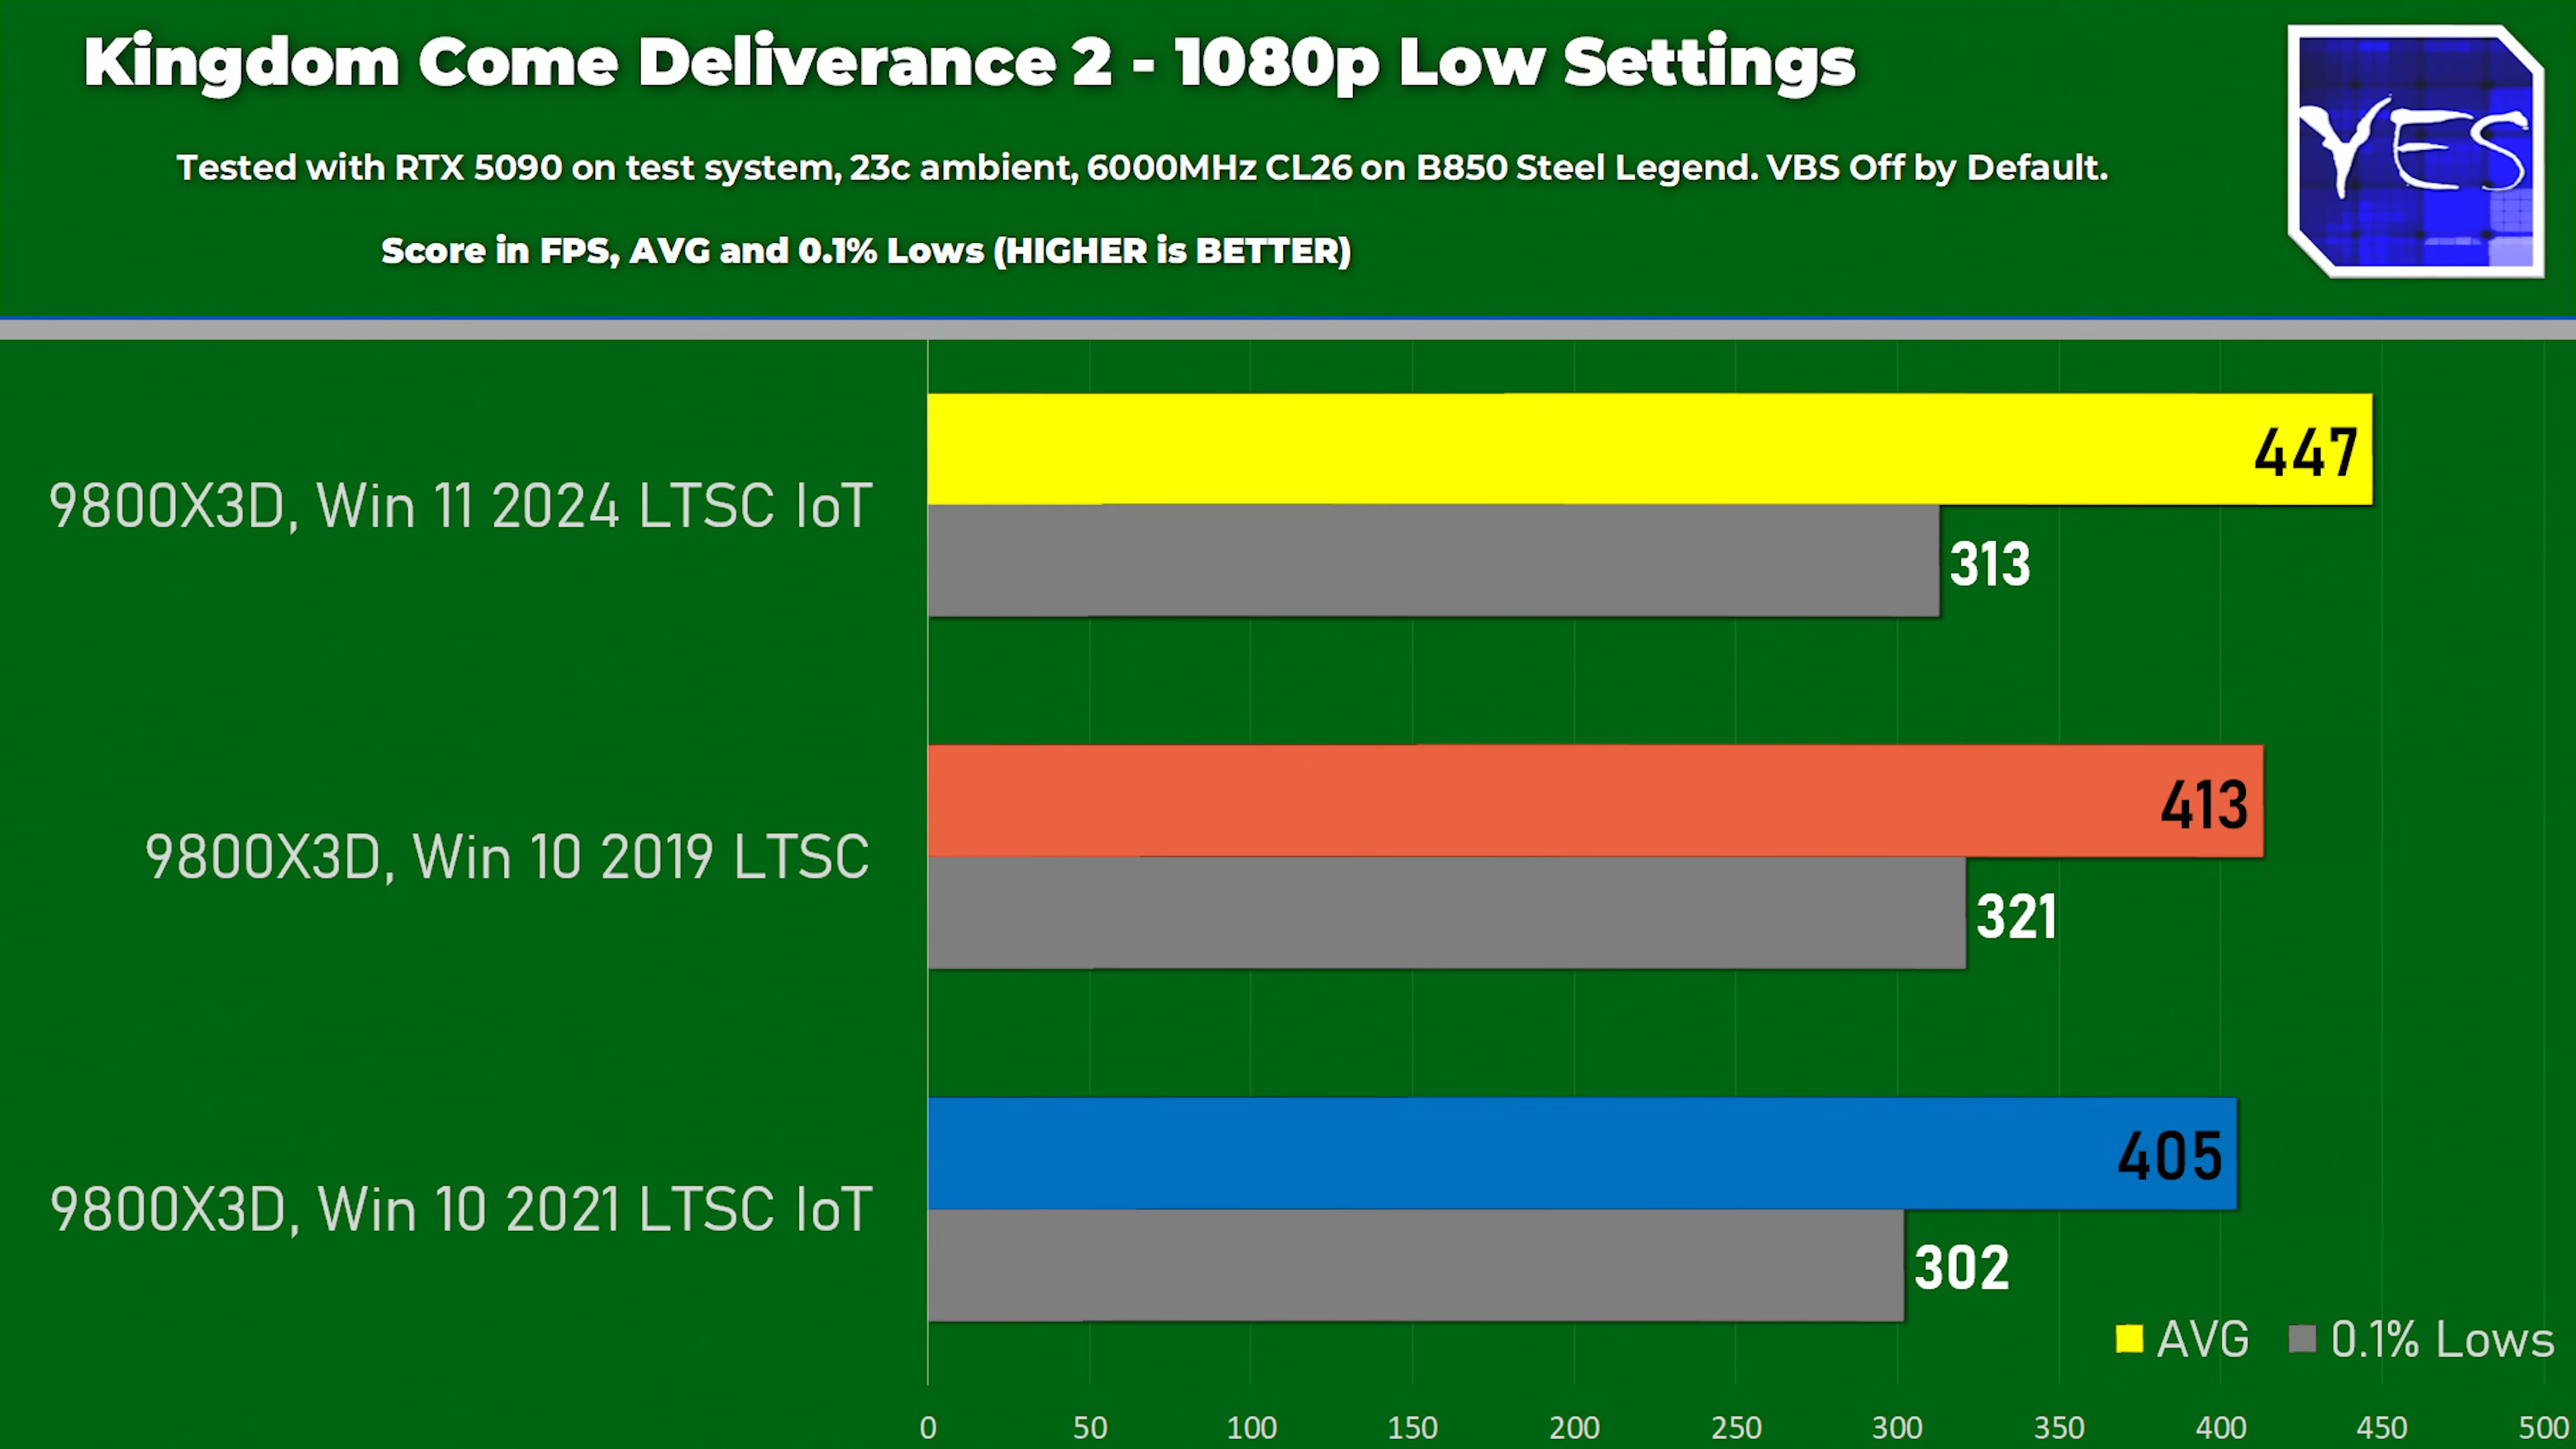 Kingdom Come Deliverance 2 - 1080p Low Settings
YES
Tested with RTX 5090 on test system, 23c ambient, 6000MHz CL26 on B850 Steel Legend. VBS Off by Default.
Score in FPS, AVG and 0.1% Lows (HIGHER is BETTER)
447
9800X3D, Win 11 2024 LTSC IoT
313
413
9800X3D, Win 10 2019 LTSC
321
405
9800X3D, Win 10 2021 LTSC IoT
302
AVG 0.1% Lows
0 50 100 150 200 250 300 350 400 450 500